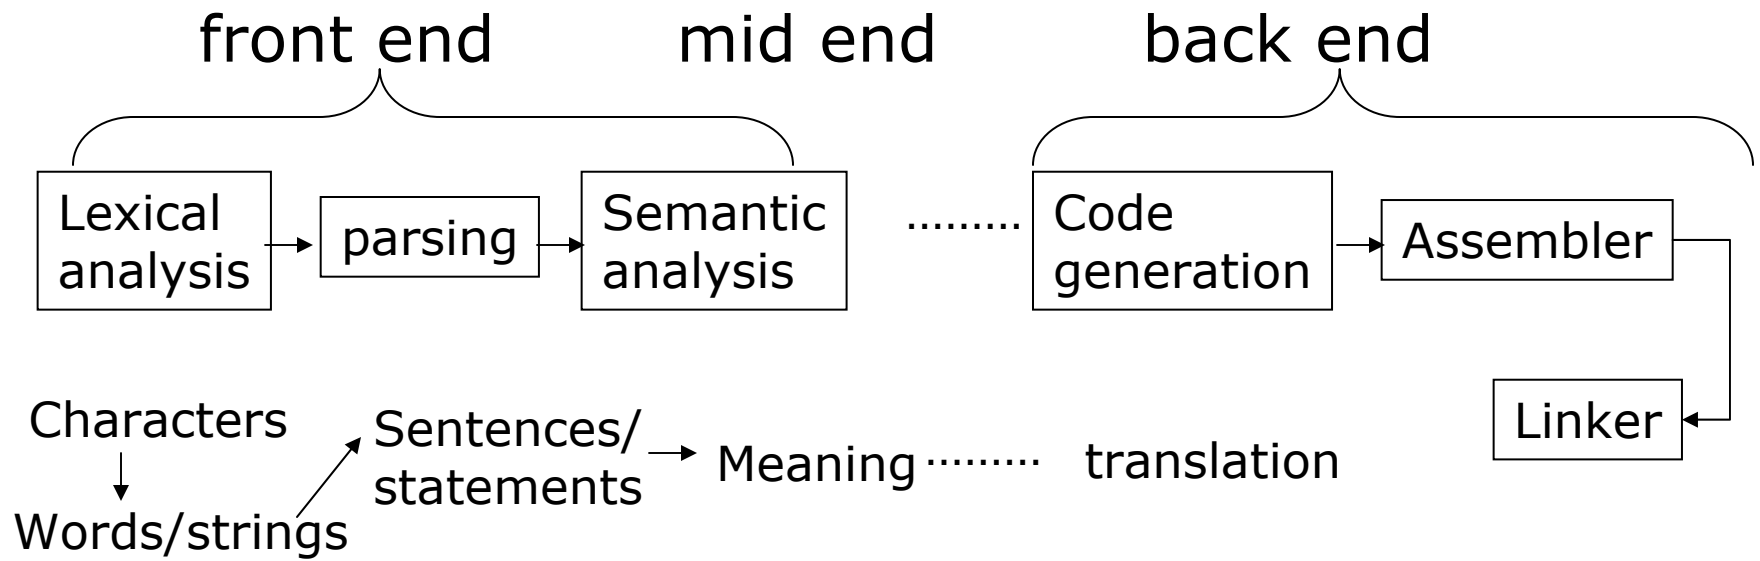 front end
mid end
back end
Lexical
analysis
parsing
Semantic
analysis
.........
Code
generation
Assembler
Linker
Characters
Words/strings
Sentences/
statements
Meaning ......... translation